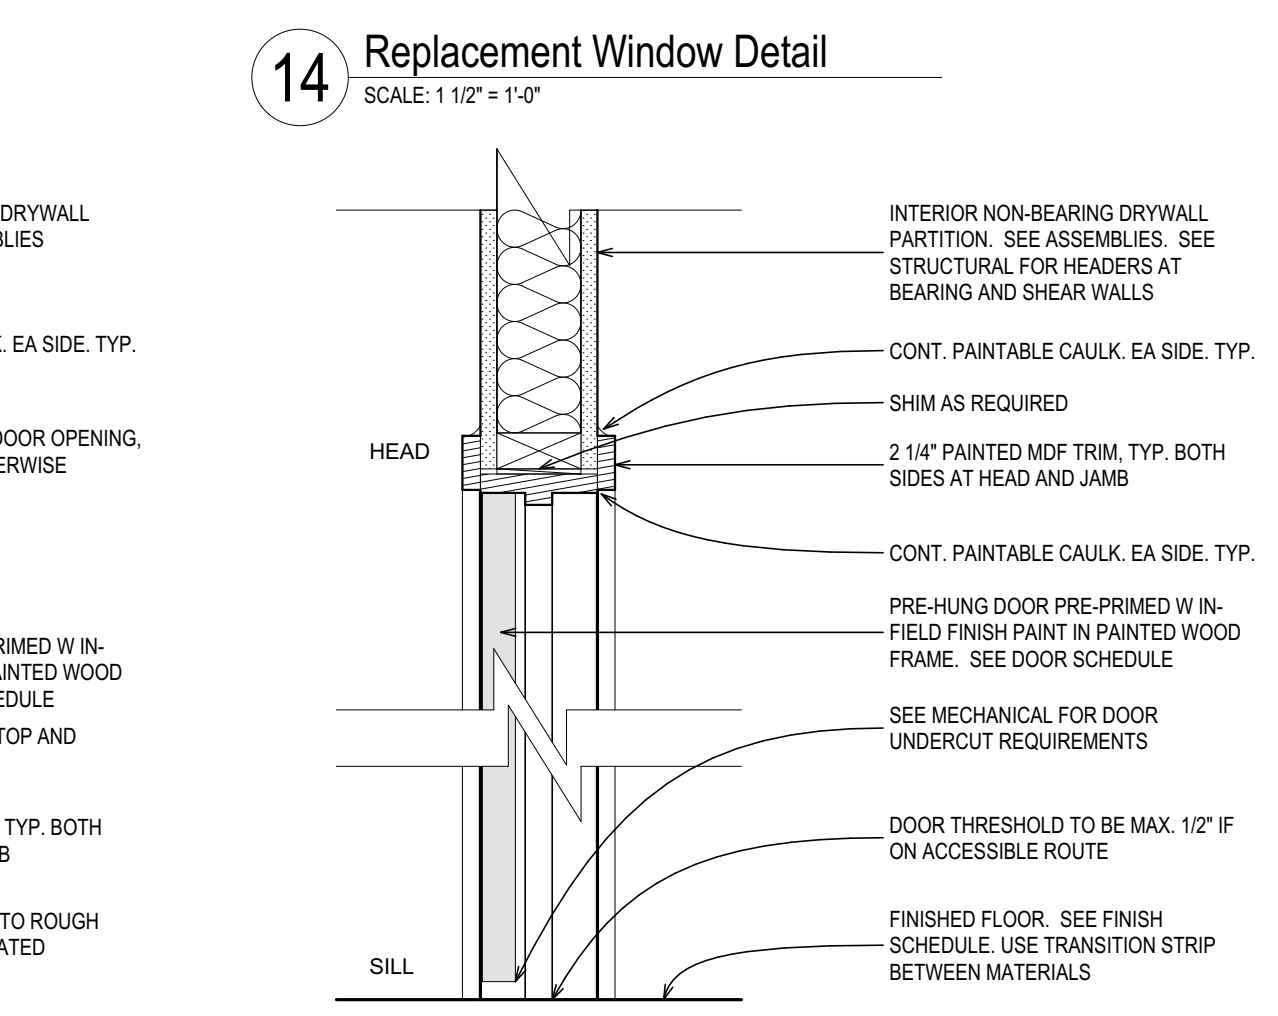 14
Replacement Window Detail
SCALE: 1 1/2" = 1'-0"
DRYWALL
BLIES
. EA SIDE. TYP.
DOOR OPENING,
ERWISE
RIMED W IN-
AINTED WOOD
EDULE
TOP AND
TYP. BOTH
B
TO ROUGH
ATED
HEAD
SILL
INTERIOR NON-BEARING DRYWALL
PARTITION. SEE ASSEMBLIES. SEE
STRUCTURAL FOR HEADERS AT
BEARING AND SHEAR WALLS
CONT. PAINTABLE CAULK. EA SIDE. TYP.
SHIM AS REQUIRED
2 1/4" PAINTED MDF TRIM, TYP. BOTH
SIDES AT HEAD AND JAMB
CONT. PAINTABLE CAULK. EA SIDE. TYP.
PRE-HUNG DOOR PRE-PRIMED W IN-
FIELD FINISH PAINT IN PAINTED WOOD
FRAME. SEE DOOR SCHEDULE
SEE MECHANICAL FOR DOOR
UNDERCUT REQUIREMENTS
DOOR THRESHOLD TO BE MAX. 1/2" IF
ON ACCESSIBLE ROUTE
FINISHED FLOOR. SEE FINISH
SCHEDULE. USE TRANSITION STRIP
BETWEEN MATERIALS